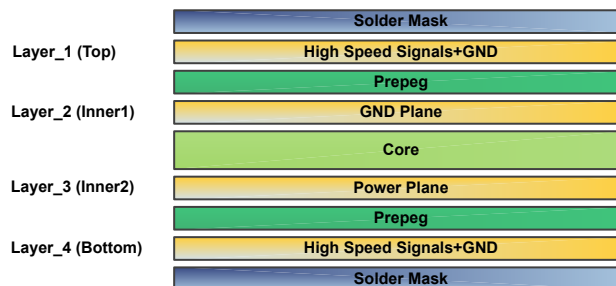 Solder Mask
Layer_1 (Top) High Speed Signals+GND
Prepeg
Layer_2 (Inner1) GND Plane
Core
Layer_3 (Inner2) Power Plane
Prepeg
Layer_4 (Bottom) High Speed Signals+GND
Solder Mask